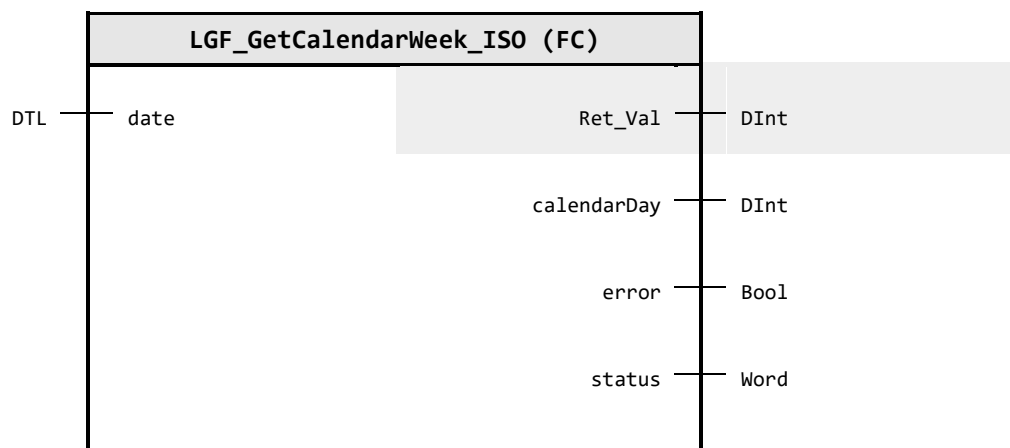 LGF_GetCalendarWeek_ISO (FC)
DTL date Ret_Val DInt
calendarDay DInt
error Bool
status Word